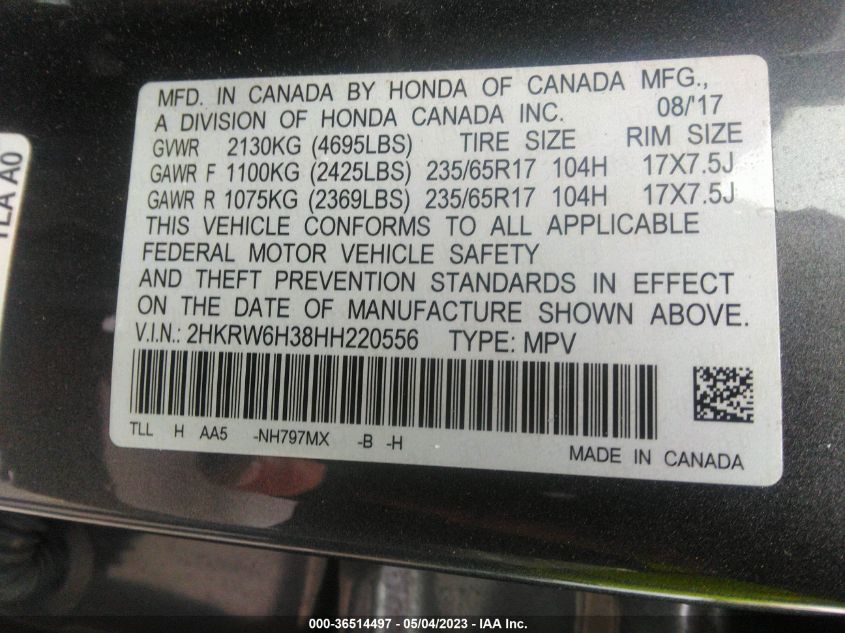 MFD. IN CANADA BY HONDA OF CANADA MFG.,
A DIVISION OF HONDA CANADA INC. 08/'17
GVWR 2130KG (4695LBS) TIRE SIZE RIM SIZE
GAWR F 1100KG (2425LBS) 235/65R17 104H 17X7.5J
GAWR R 1075KG (2369LBS) 235/65R17 104H 17X7.5J
THIS VEHICLE CONFORMS TO ALL APPLICABLE
FEDERAL MOTOR VEHICLE SAFETY
AND THEFT PREVENTION STANDARDS IN EFFECT
ON THE DATE OF MANUFACTURE SHOWN ABOVE.
V.I.N.: 2HKRW6H38HH220556 TYPE: MPV
TLL H AA5 -NH797MX -B -H
MADE IN CANADA
TLA A0
000-36514497 - 05/04/2023 - IAA Inc.